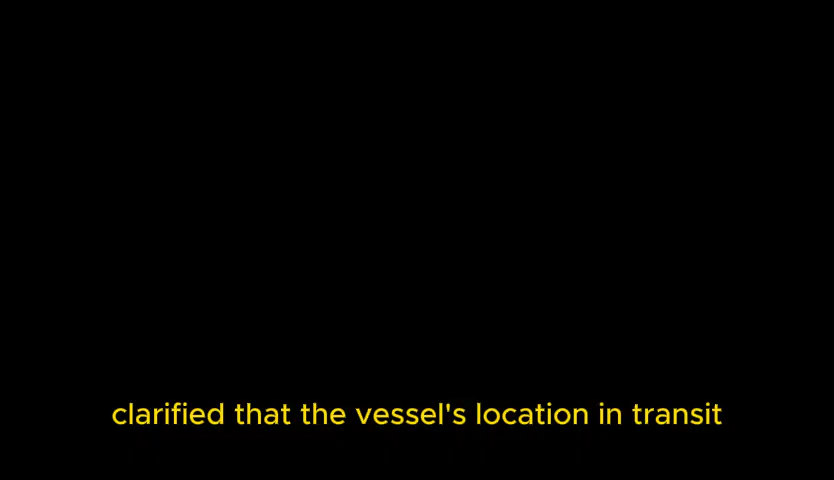 clarified that the vessel's location in transit